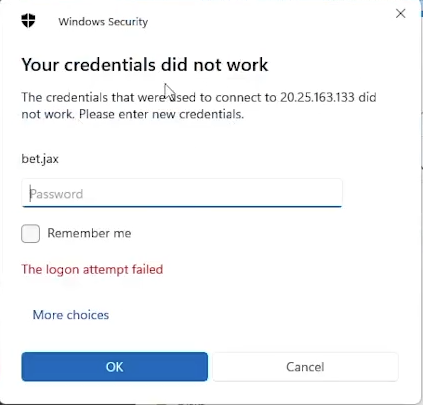 Windows Security
Your credentials did not work
The credentials that were used to connect to 20.25.163.133 did
not work. Please enter new credentials.
bet.jax
Password
Remember me
The logon attempt failed
More choices
OK
Cancel